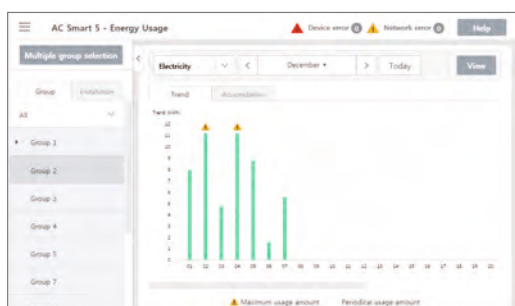 AC Smart 5 - Energy Usage
Device error 0
Network error 0
Help
Multiple group selection
Electricity
December
Today
View
Group
Installation
Trend
Accumulation
All
Group 1
Group 2
Group 3
Group 4
Group 5
Group 7
12
11
10
9
8
7
6
5
4
3
2
1
0
01 02 03 04 05 06 07 08 09 10 11 12 13 14 15 16 17 18 19 20
Maximum usage amount
Periodical usage amount